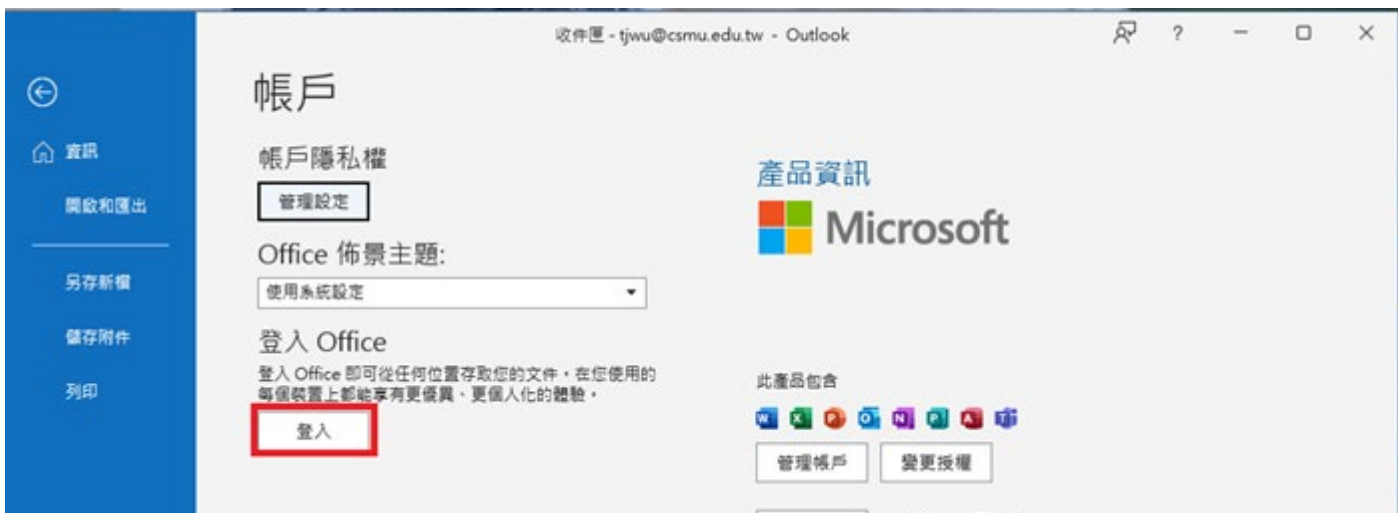 收件匣 - tjwu@csmu.edu.tw - Outlook
?
帳戶
資訊
開啟和匯出
另存新檔
儲存附件
列印
帳戶隱私權
管理設定
Office 佈景主題:
使用系統設定
登入 Office
登入 Office 即可從任何位置存取您的文件，在您使用的
每個裝置上都能享有更優異、更個人化的體驗。
登入
產品資訊
Microsoft
此產品包含
管理帳戶
變更授權